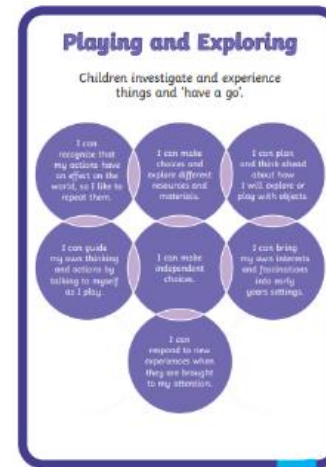 Playing and Exploring
Children investigate and experience
things and 'have a go'.
I can
recognise that
my actions have
an effect on the
world, so I like to
repeat them.
I can make
choices and
explore different
resources and
materials.
I can plan
and think ahead
about how
I will explore or
play with objects
I can guide
my own thinking
and actions by
talking to myself
as I play.
I can make
independent
choices.
I can bring
my own interests
and fascinations
into early
years settings.
I can
respond to new
experiences when
they are brought
to my attention.